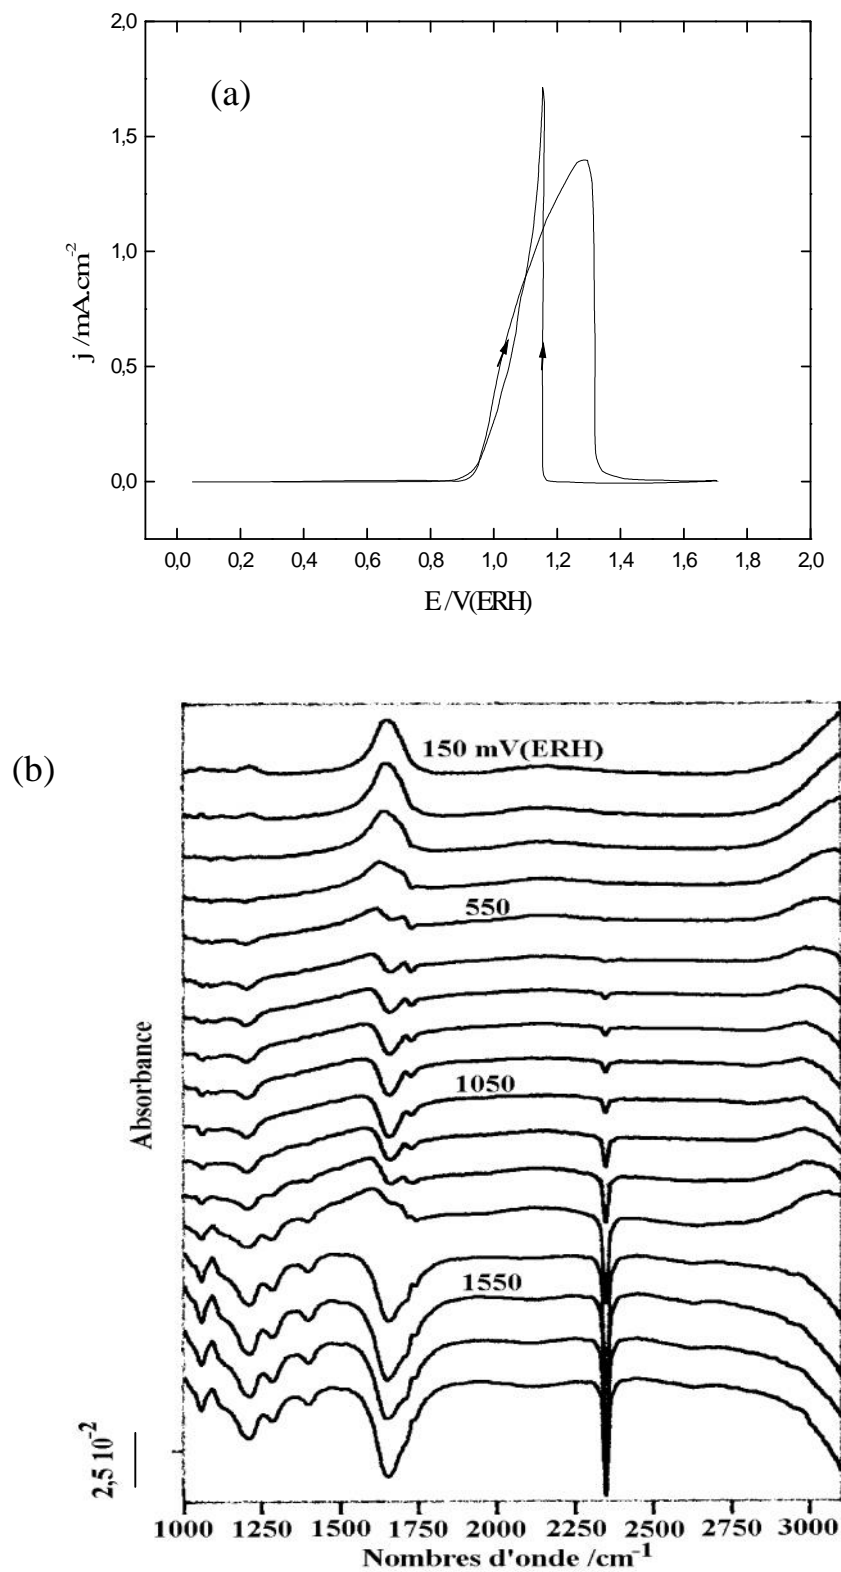 2,0
(a)
1,5
1,0
0,5
0,0
j /mA.cm-2
0,0 0,2 0,4 0,6 0,8 1,0 1,2 1,4 1,6 1,8 2,0
E /V(ERH)
(b)
150 mV(ERH)
550
1050
1550
Absorbance
2,5 10-2
1000 1250 1500 1750 2000 2250 2500 2750 3000
Nombres d'onde /cm-1